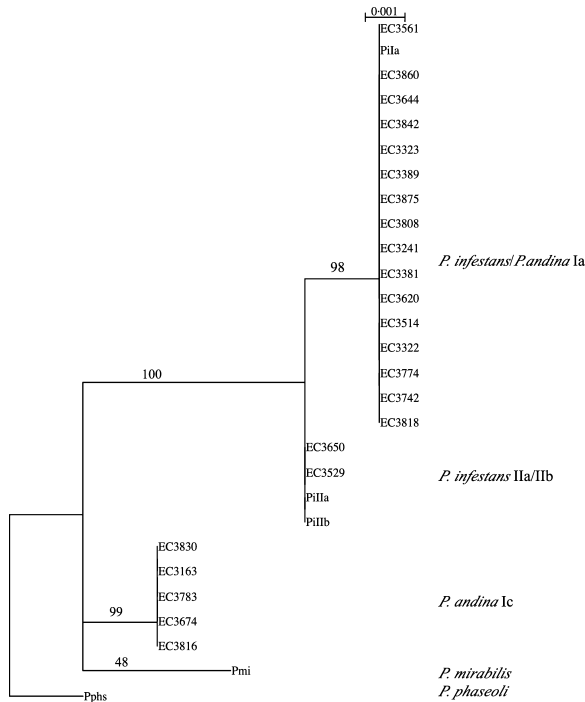 0·001
EC3561
PiIa
EC3860
EC3644
EC3842
EC3323
EC3389
EC3875
EC3808
EC3241
P. infestans/P.andina Ia
98
EC3381
EC3620
EC3514
EC3322
EC3774
100
EC3742
EC3818
EC3650
EC3529
P. infestans IIa/IIb
PiIIa
PiIIb
EC3830
EC3163
EC3783
P. andina Ic
99
EC3674
EC3816
48
Pmi
P. mirabilis
P. phaseoli
Pphs